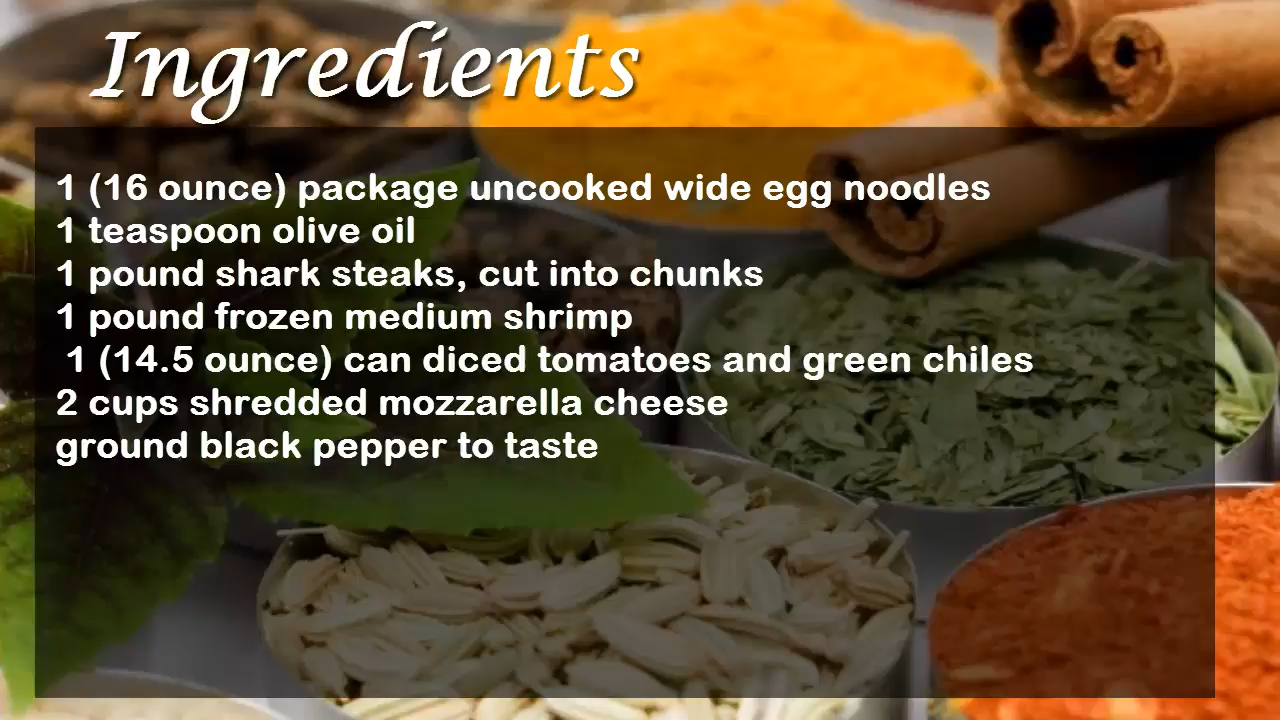 Ingredients
1 (16 ounce) package uncooked wide egg noodles
1 teaspoon olive oil
1 pound shark steaks, cut into chunks
1 pound frozen medium shrimp
1 (14.5 ounce) can diced tomatoes and green chiles
2 cups shredded mozzarella cheese
ground black pepper to taste